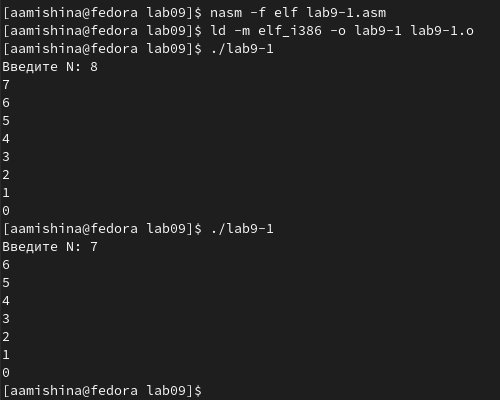 [aamishina@fedora lab09]$ nasm -f elf lab9-1.asm
[aamishina@fedora lab09]$ ld -m elf_i386 -o lab9-1 lab9-1.o
[aamishina@fedora lab09]$ ./lab9-1
Введите N: 8
7
6
5
4
3
2
1
0
[aamishina@fedora lab09]$ ./lab9-1
Введите N: 7
6
5
4
3
2
1
0
[aamishina@fedora lab09]$